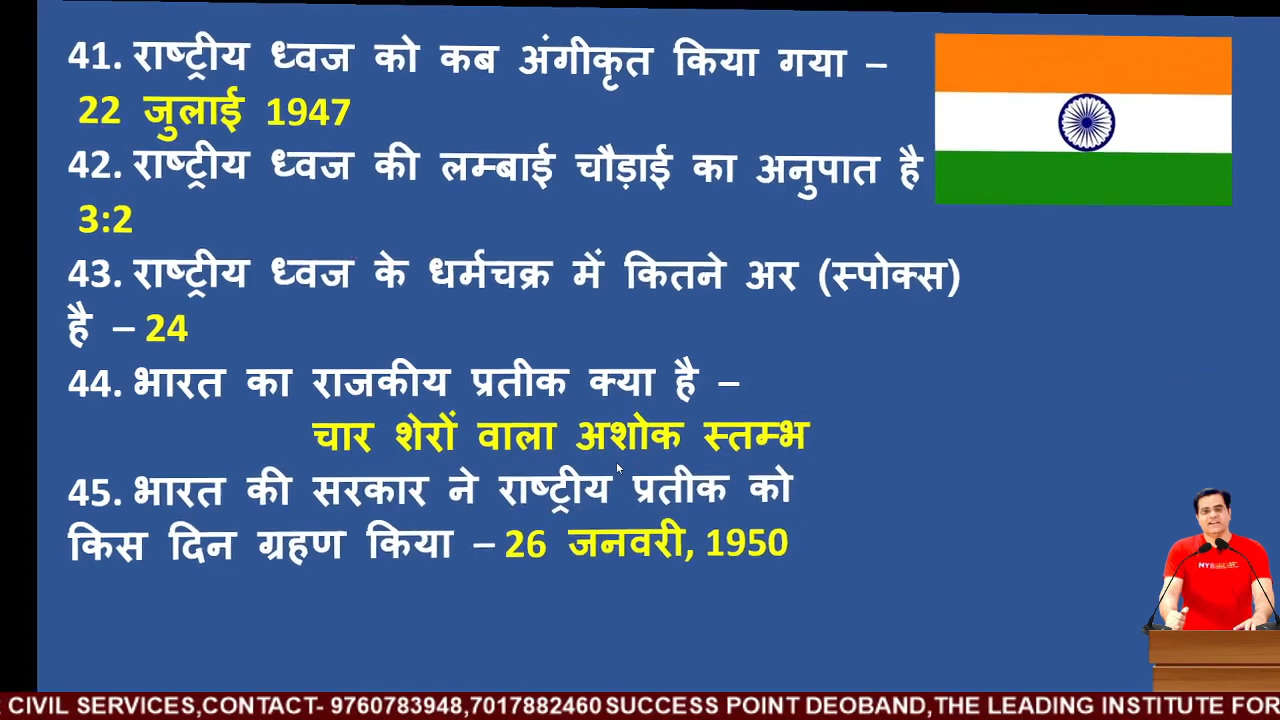 41. राष्ट्रीय ध्वज को कब अंगीकृत किया गया –
22 जुलाई 1947
42. राष्ट्रीय ध्वज की लम्बाई चौड़ाई का अनुपात है
3:2
43. राष्ट्रीय ध्वज के धर्मचक्र में कितने अर (स्पोक्स)
है – 24
44. भारत का राजकीय प्रतीक क्या है –
चार शेरों वाला अशोक स्तम्भ
45. भारत की सरकार ने राष्ट्रीय प्रतीक को
किस दिन ग्रहण किया – 26 जनवरी, 1950
CIVIL SERVICES,CONTACT- 9760783948,7017882460 SUCCESS POINT DEOBAND,THE LEADING INSTITUTE FOR